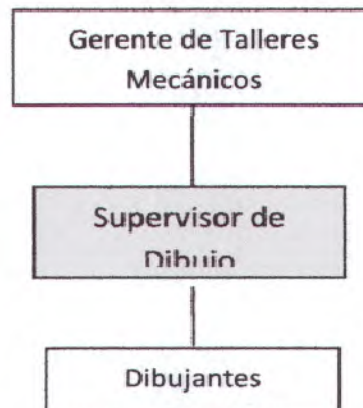 Gerente de Talleres
Mecánicos
Supervisor de
Dibujo
Dibujantes